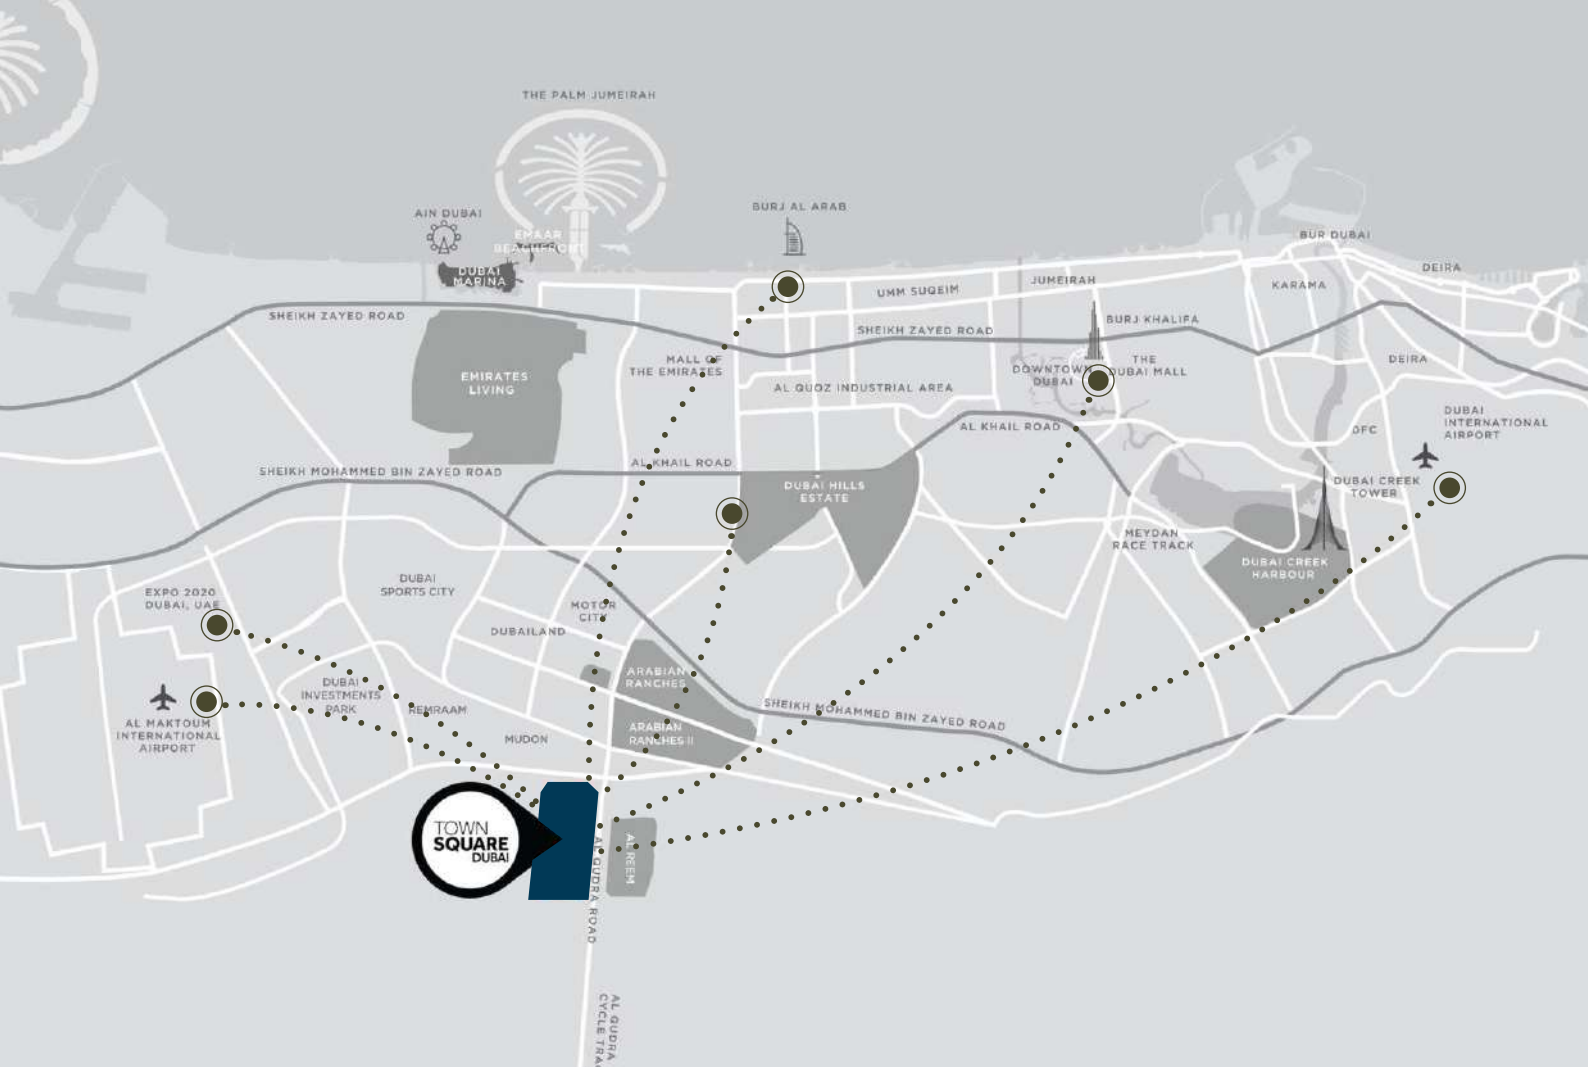 THE PALM JUMEIRAH
AIN DUBAI
BURJ AL ARAB
EMAAR
BEACHFRONT
DUBAI
MARINA
BUR DUBAI
DEIRA
JUMEIRAH
KARAMA
UMM SUQEIM
SHEIKH ZAYED ROAD
SHEIKH ZAYED ROAD
BURJ KHALIFA
MALL OF
THE EMIRATES
EMIRATES
LIVING
AL QUOZ INDUSTRIAL AREA
DOWNTOWN
DUBAI
THE
DUBAI MALL
DEIRA
DUBAI
INTERNATIONAL
AIRPORT
AL KHAIL ROAD
DFC
AL KHAIL ROAD
SHEIKH MOHAMMED BIN ZAYED ROAD
DUBAI HILLS
ESTATE
DUBAI CREEK
TOWER
MEYDAN
RACE TRACK
DUBAI CREEK
HARBOUR
EXPO 2020
DUBAI, UAE
DUBAI
SPORTS CITY
MOTOR
CITY
DUBAILAND
ARABIAN
RANCHES
DUBAI
INVESTMENTS
PARK
REMRAAM
SHEIKH MOHAMMED BIN ZAYED ROAD
AL MAKTOUM
INTERNATIONAL
AIRPORT
MUDON
ARABIAN
RANCHES II
TOWN
SQUARE
DUBAI
AL REEM
AL QUDRA ROAD
AL QUDRA
CYCLE TRA